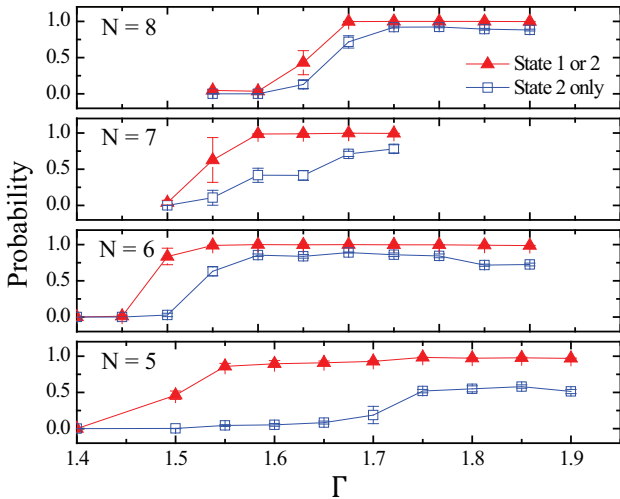 1.0
0.5
0.0
N = 8
State 1 or 2
State 2 only
1.0
0.5
0.0
N = 7
1.0
0.5
0.0
N = 6
1.0
0.5
0.0
N = 5
Probability
1.4 1.5 1.6 1.7 1.8 1.9
Γ